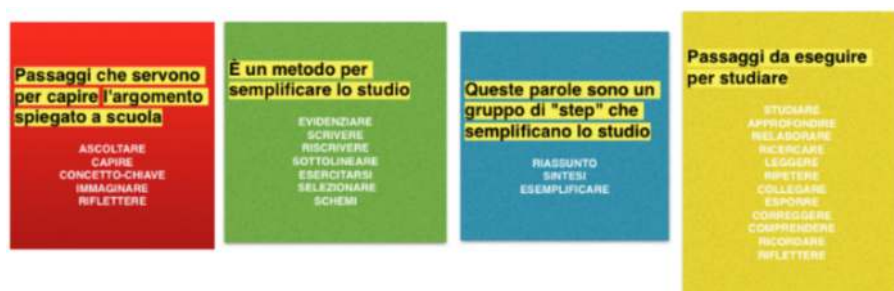 Passaggi che servono
per capire l'argomento
spiegato a scuola
ASCOLTARE
CAPIRE
CONCETTO-CHIAVE
IMMAGINARE
RIFLETTERE
È un metodo per
semplificare lo studio
EVIDENZIARE
SCRIVERE
RISCRIVERE
SOTTOLINEARE
ESERCITARSI
SELEZIONARE
SCHEMI
Queste parole sono un
gruppo di "step" che
semplificano lo studio
RIASSUNTO
SINTESI
ESEMPLIFICARE
Passaggi da eseguire
per studiare
STUDIARE
APPROFONDIRE
RIELABORARE
RICERCARE
LEGGERE
RIPETERE
COLLEGARE
ESPORRE
CORREGGERE
COMPRENDERE
RICORDARE
RIFLETTERE